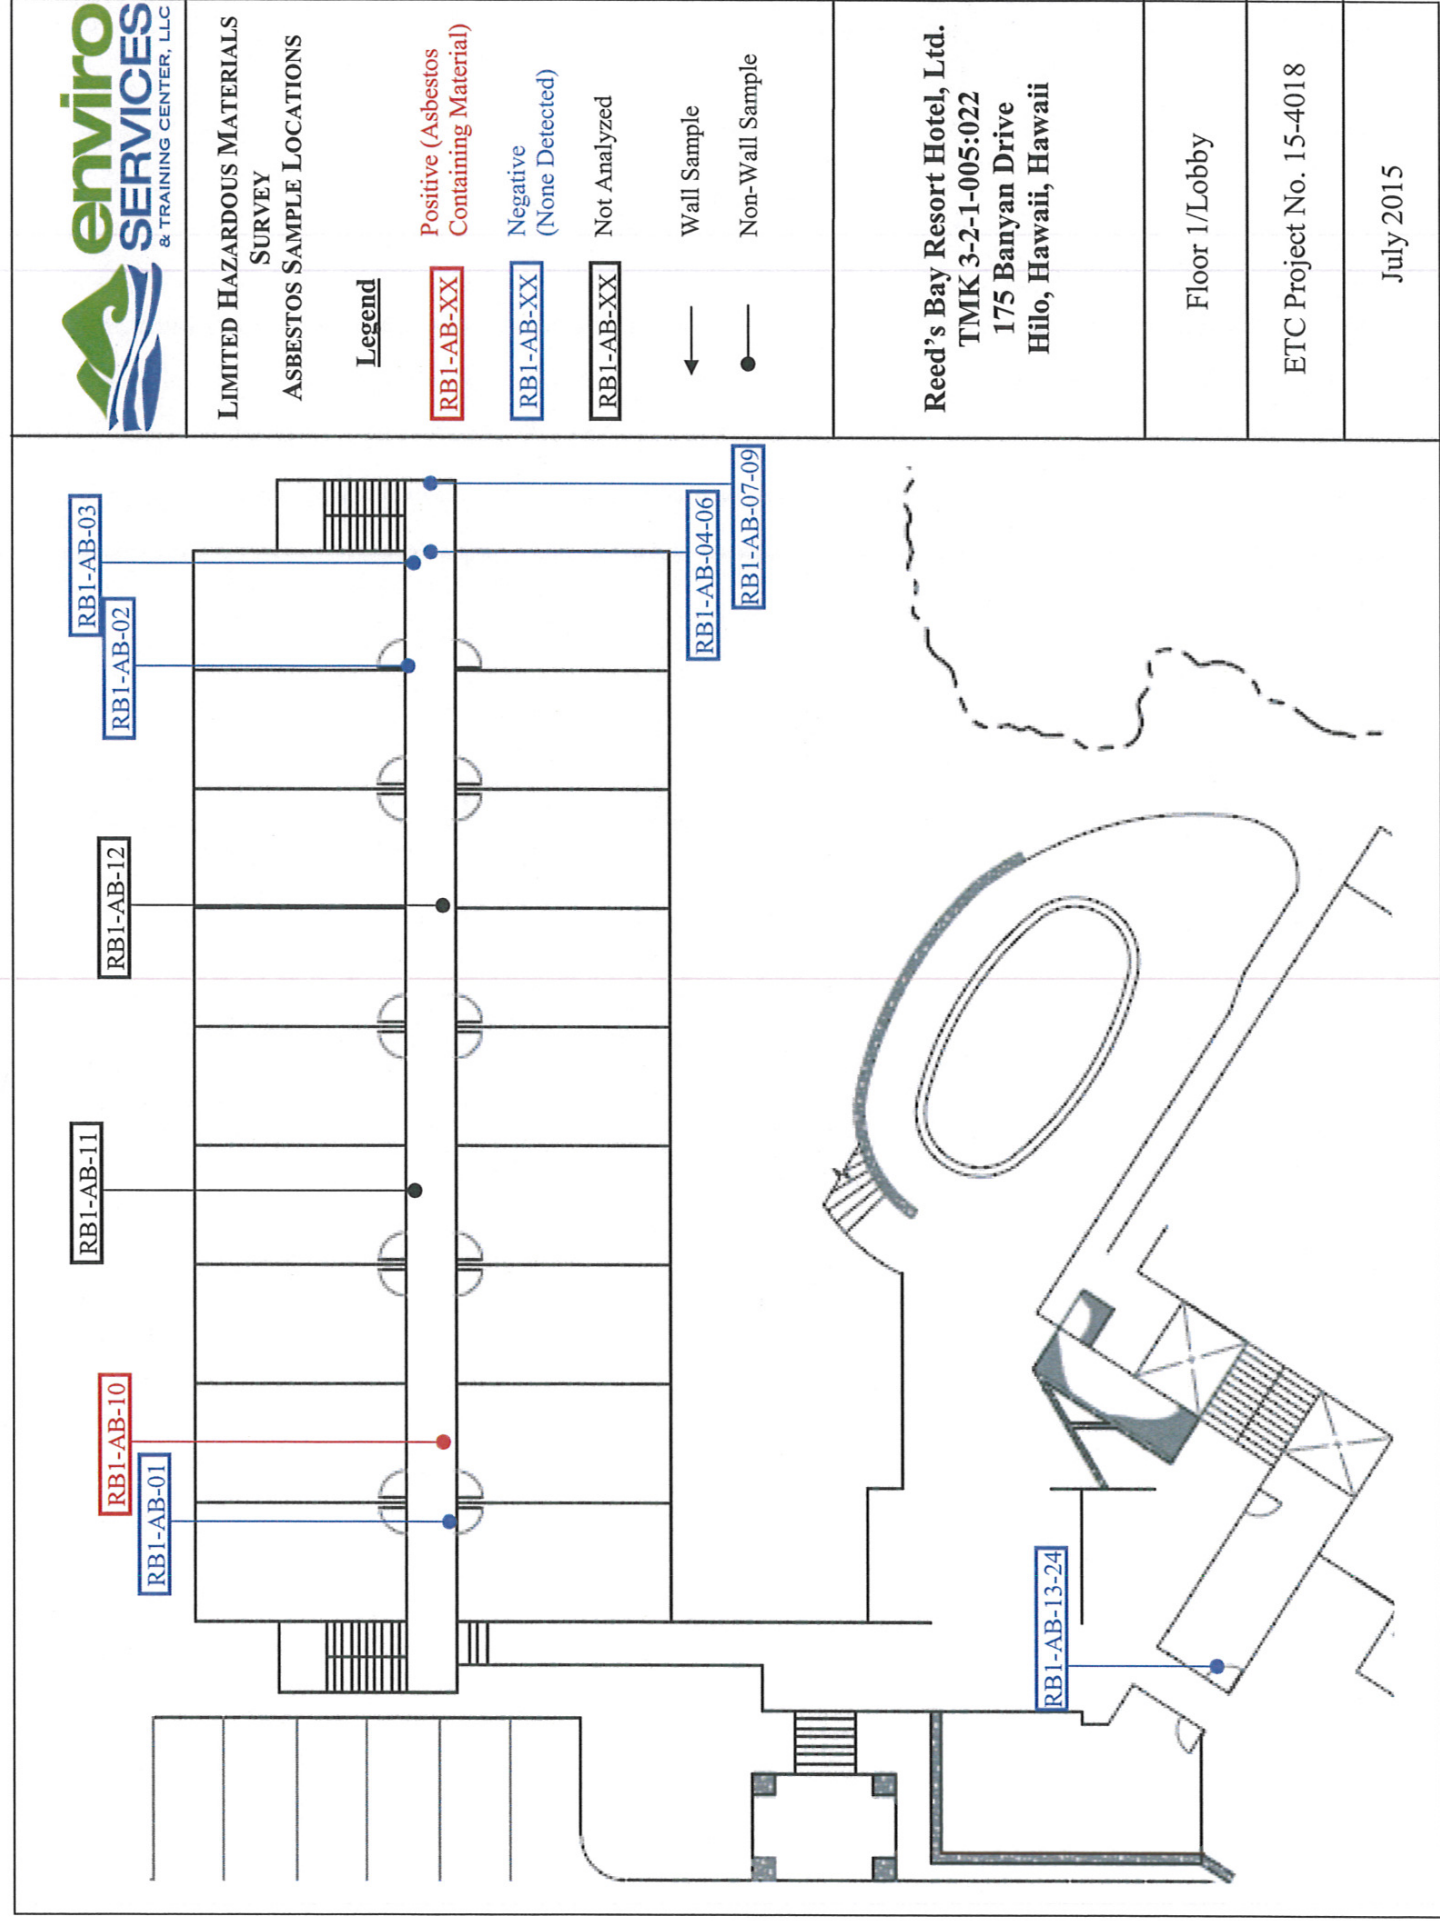 enviro
SERVICES
& TRAINING CENTER, LLC
LIMITED HAZARDOUS MATERIALS
SURVEY
ASBESTOS SAMPLE LOCATIONS
Legend
RB1-AB-XX
Positive (Asbestos
Containing Material)
RB1-AB-XX
Negative
(None Detected)
RB1-AB-XX
Not Analyzed
Wall Sample
Non-Wall Sample
Reed's Bay Resort Hotel, Ltd.
TMK 3-2-1-005:022
175 Banyan Drive
Hilo, Hawaii, Hawaii
Floor 1/Lobby
ETC Project No. 15-4018
July 2015
RB1-AB-03
RB1-AB-02
RB1-AB-12
RB1-AB-11
RB1-AB-10
RB1-AB-01
RB1-AB-04-06
RB1-AB-07-09
RB1-AB-13-24